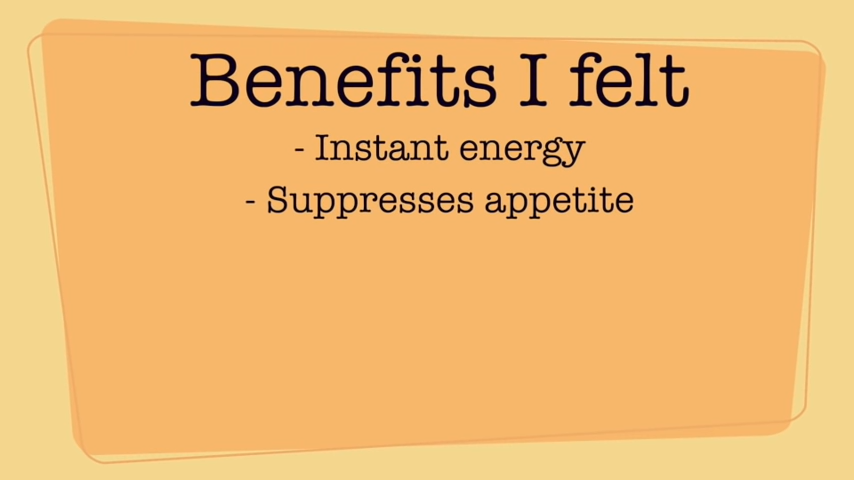 Benefits I felt
- Instant energy
- Suppresses appetite